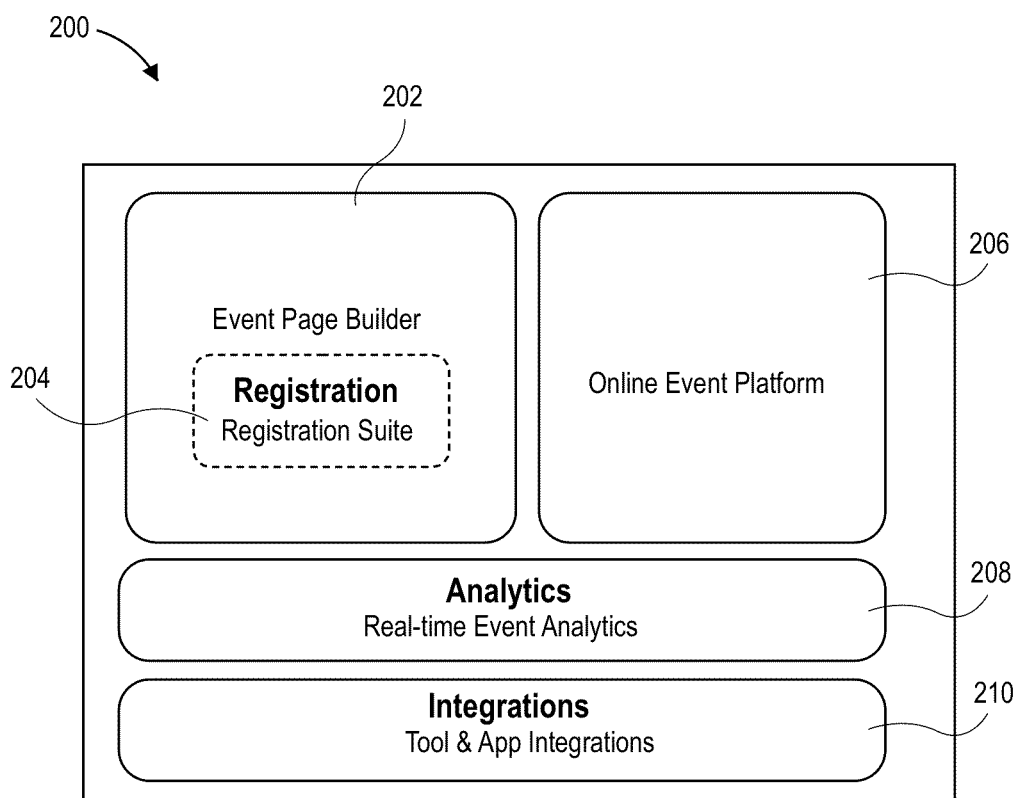 200
202
206
Event Page Builder
204
Registration
Registration Suite
Online Event Platform
208
Analytics
Real-time Event Analytics
210
Integrations
Tool & App Integrations